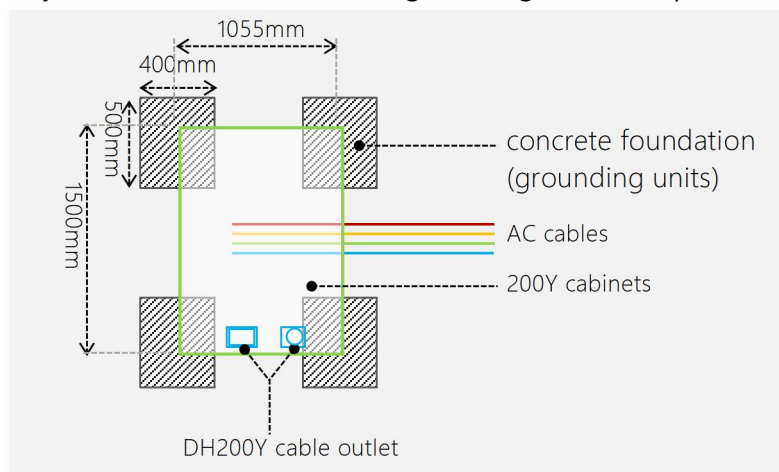 1055mm
400mm
500mm
1500mm
concrete foundation
(grounding units)
AC cables
200Y cabinets
DH200Y cable outlet